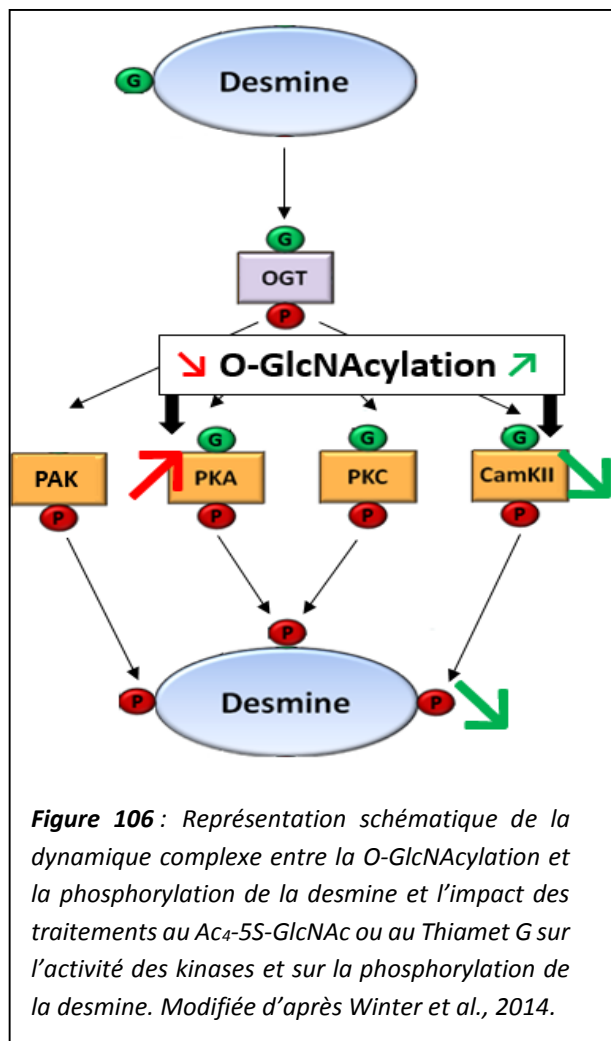 G
Desmine
G
OGT
P
O-GlcNAcylation
G G G
PAK PKA PKC CamKII
P P P P
P
P Desmine P
Figure 106 : Représentation schématique de la
dynamique complexe entre la O-GlcNAcylation et
la phosphorylation de la desmine et l’impact des
traitements au Ac4-5S-GlcNAc ou au Thiamet G sur
l’activité des kinases et sur la phosphorylation de
la desmine. Modifiée d’après Winter et al., 2014.